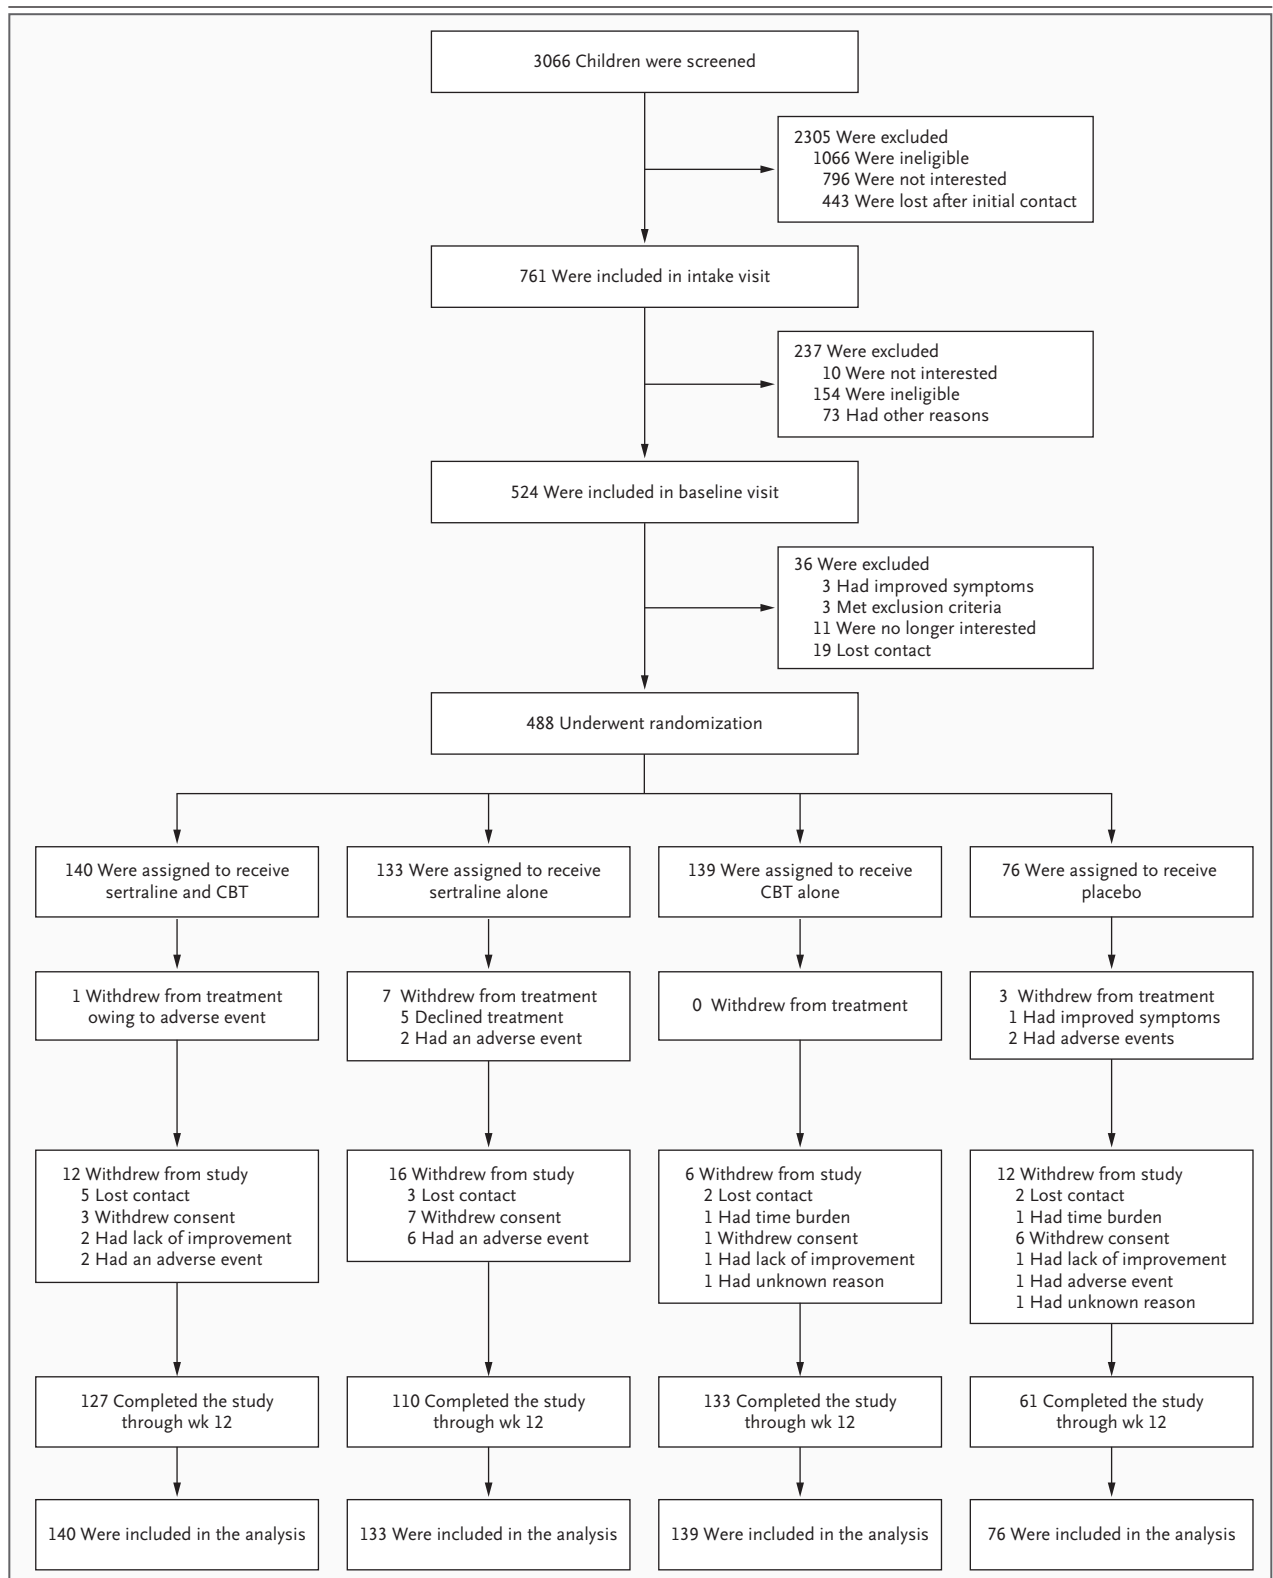 3066 Children were screened
2305 Were excluded
1066 Were ineligible
796 Were not interested
443 Were lost after initial contact
761 Were included in intake visit
237 Were excluded
10 Were not interested
154 Were ineligible
73 Had other reasons
524 Were included in baseline visit
36 Were excluded
3 Had improved symptoms
3 Met exclusion criteria
11 Were no longer interested
19 Lost contact
488 Underwent randomization
140 Were assigned to receive
sertraline and CBT
133 Were assigned to receive
sertraline alone
139 Were assigned to receive
CBT alone
76 Were assigned to receive
placebo
1 Withdrew from treatment
owing to adverse event
7 Withdrew from treatment
5 Declined treatment
2 Had an adverse event
0 Withdrew from treatment
3 Withdrew from treatment
1 Had improved symptoms
2 Had adverse events
12 Withdrew from study
5 Lost contact
3 Withdrew consent
2 Had lack of improvement
2 Had an adverse event
16 Withdrew from study
3 Lost contact
7 Withdrew consent
6 Had an adverse event
6 Withdrew from study
2 Lost contact
1 Had time burden
1 Withdrew consent
1 Had lack of improvement
1 Had unknown reason
12 Withdrew from study
2 Lost contact
1 Had time burden
6 Withdrew consent
1 Had lack of improvement
1 Had adverse event
1 Had unknown reason
127 Completed the study
through wk 12
110 Completed the study
through wk 12
133 Completed the study
through wk 12
61 Completed the study
through wk 12
140 Were included in the analysis
133 Were included in the analysis
139 Were included in the analysis
76 Were included in the analysis